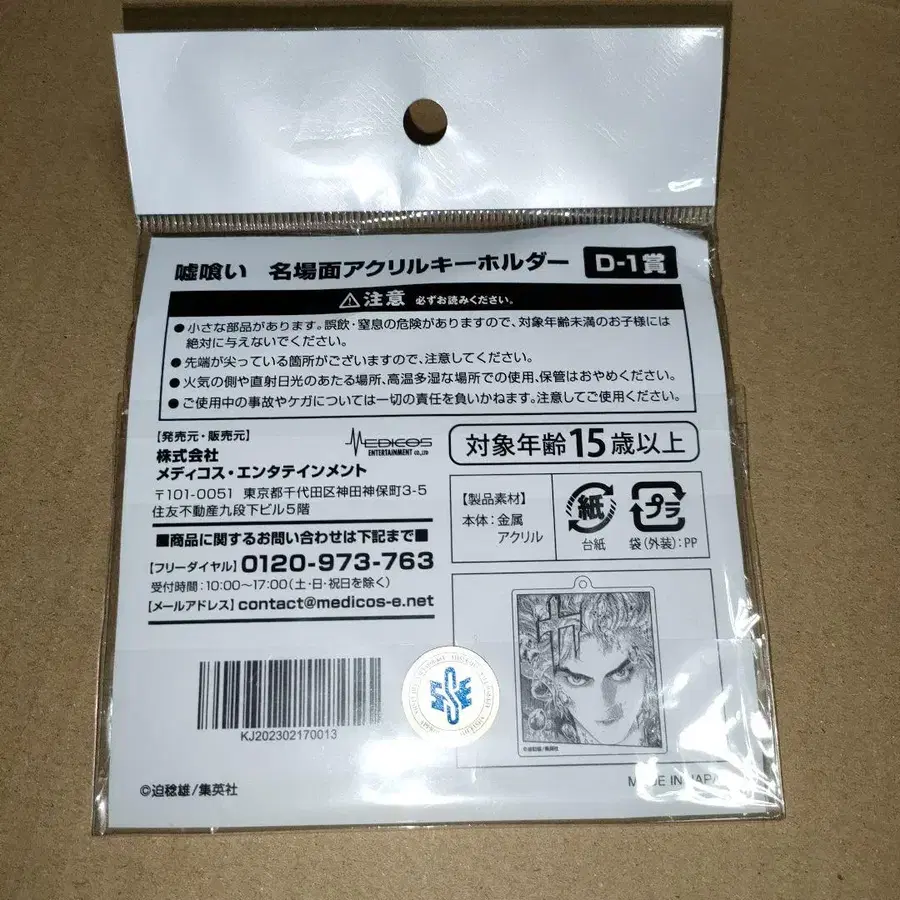 嘘喰い 名場面アクリルキーホルダー D-1賞
注意 必ずお読みください。
●小さな部品があります。誤飲・窒息の危険がありますので、対象年齢未満のお子様には
絶対に与えないでください。
●先端が尖っている箇所がございますので、注意してください。
●火気の側や直射日光のあたる場所、高温多湿な場所での使用、保管はおやめください。
●ご使用中の事故やケガについては一切の責任を負いかねます。注意してご使用ください。
【発売元・販売元】
株式会社
メディコス・エンタテインメント
MEDICOS
ENTERTAINMENT CO.,LTD
〒101-0051 東京都千代田区神田神保町3-5
住友不動産九段下ビル5階
■商品に関するお問い合わせは下記まで■
【フリーダイヤル】0120-973-763
受付時間:10:00〜17:00(土・日・祝日を除く)
【メールアドレス】contact@medicos-e.net
対象年齢15歳以上
【製品素材】
本体:金属
アクリル
紙
台紙
プラ
袋(外装):PP
©迫稔雄/集英社
KJ202302170013
©迫稔雄/集英社
MADE IN JAPA